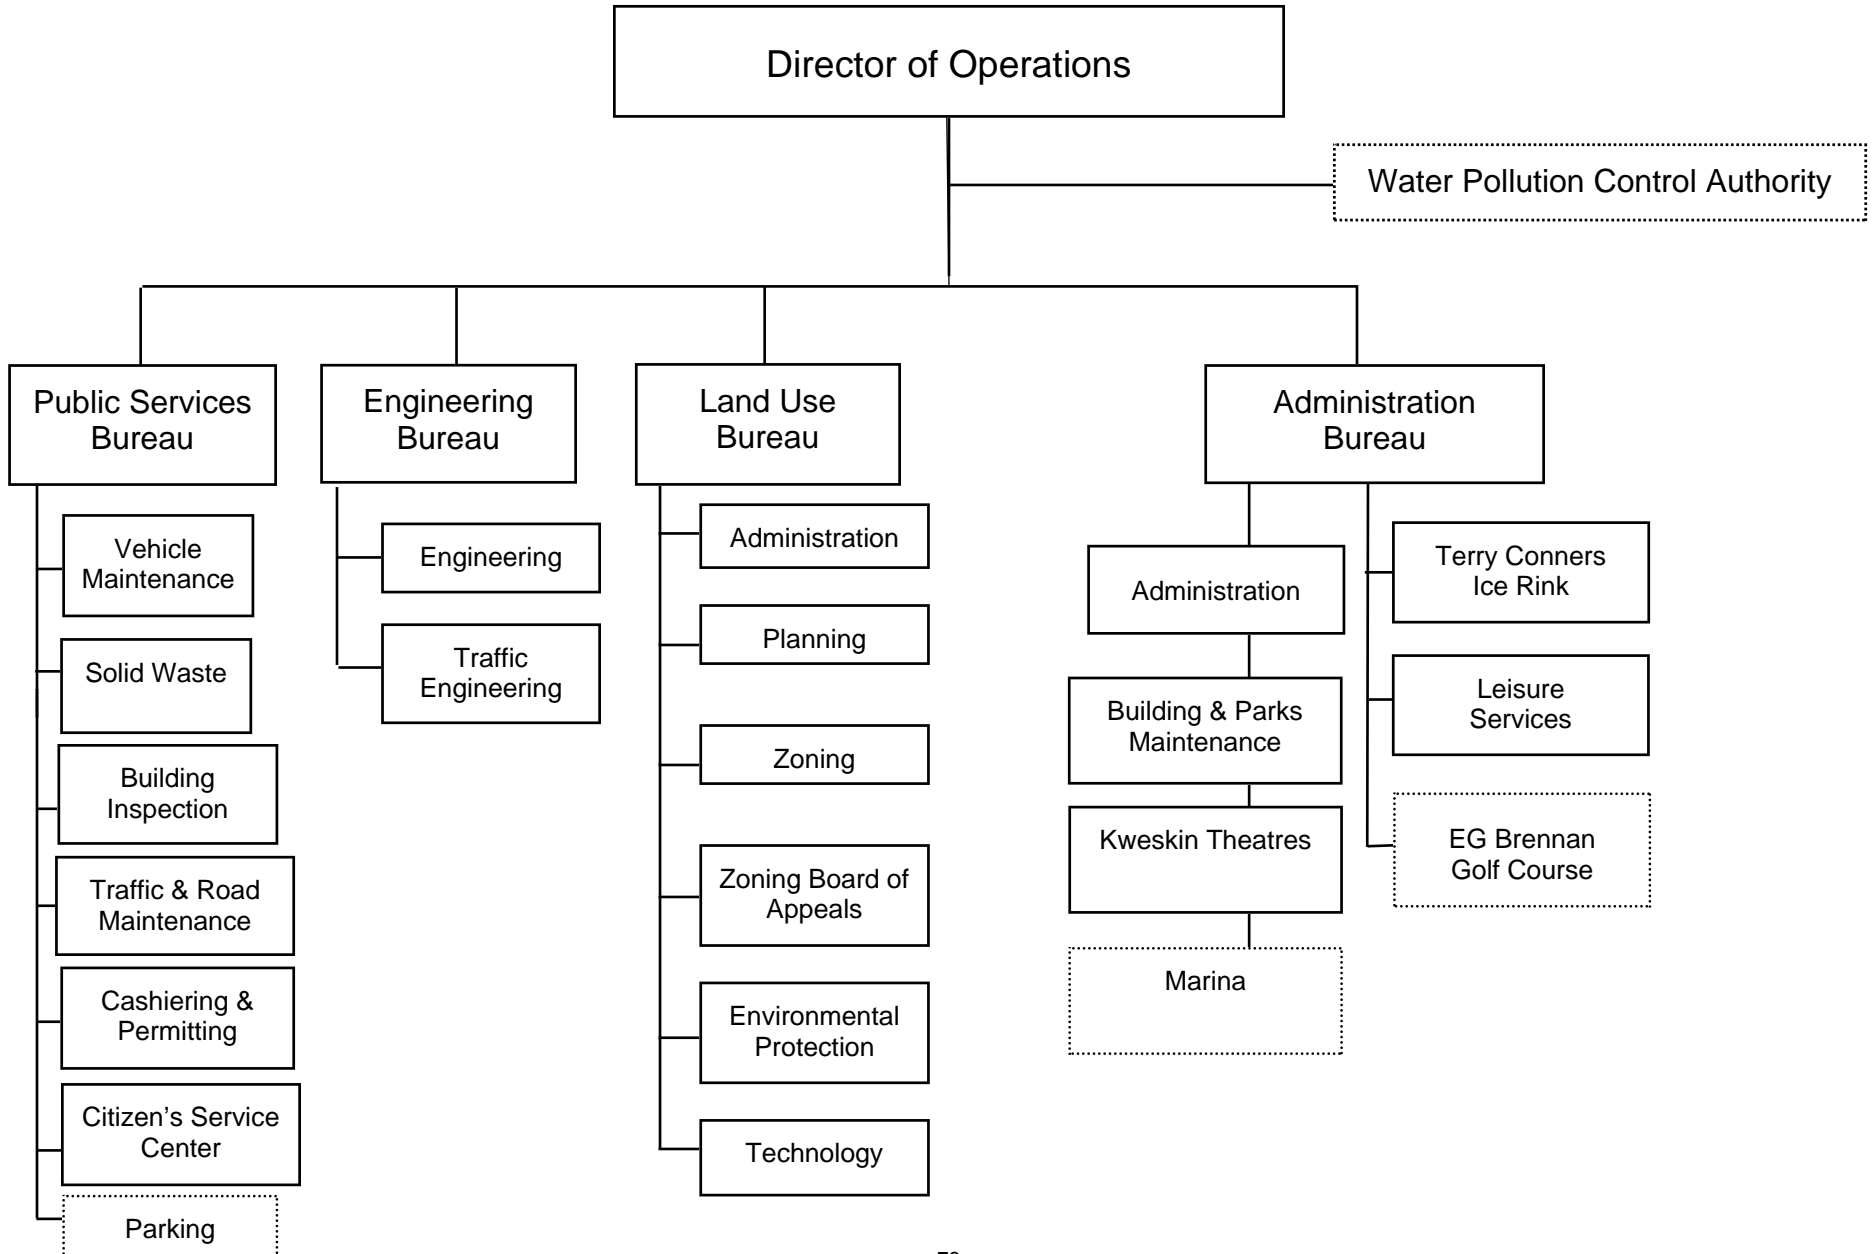 Director of Operations
Water Pollution Control Authority
Public Services
Bureau
Engineering
Bureau
Land Use
Bureau
Administration
Bureau
Vehicle
Maintenance
Solid Waste
Building
Inspection
Traffic & Road
Maintenance
Cashiering &
Permitting
Citizen’s Service
Center
Parking
Engineering
Traffic
Engineering
Administration
Planning
Zoning
Zoning Board of
Appeals
Environmental
Protection
Technology
Administration
Building & Parks
Maintenance
Kweskin Theatres
Marina
Terry Conners
Ice Rink
Leisure
Services
EG Brennan
Golf Course